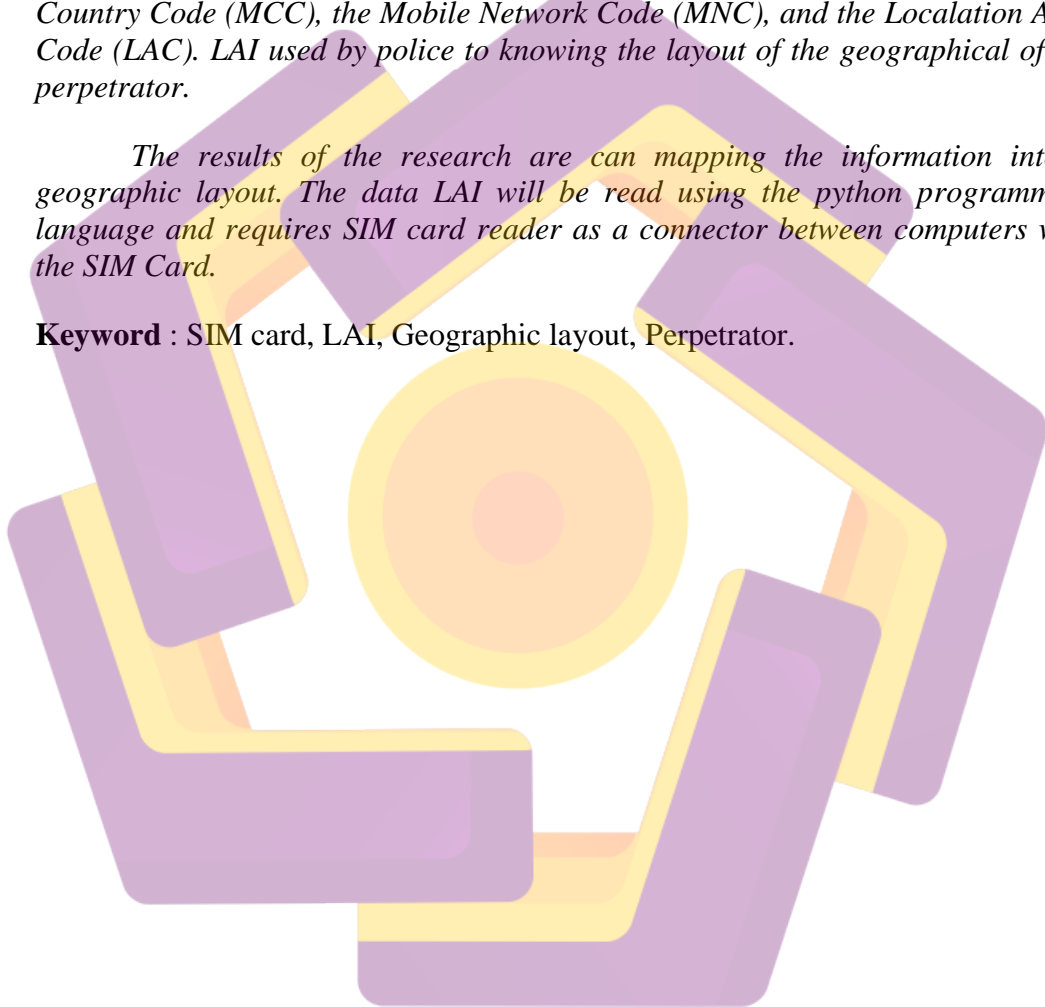 Country Code (MCC), the Mobile Network Code (MNC), and the Localation
Code (LAC). LAI used by police to knowing the layout of the geographical of
perpetrator.
The results of the research are can mapping the information
geographic layout. The data LAI will be read using the python
language and requires SIM card reader as a connector between computers
the SIM Card.
Keyword : SIM card, LAI, Geographic layout, Perpetrator.